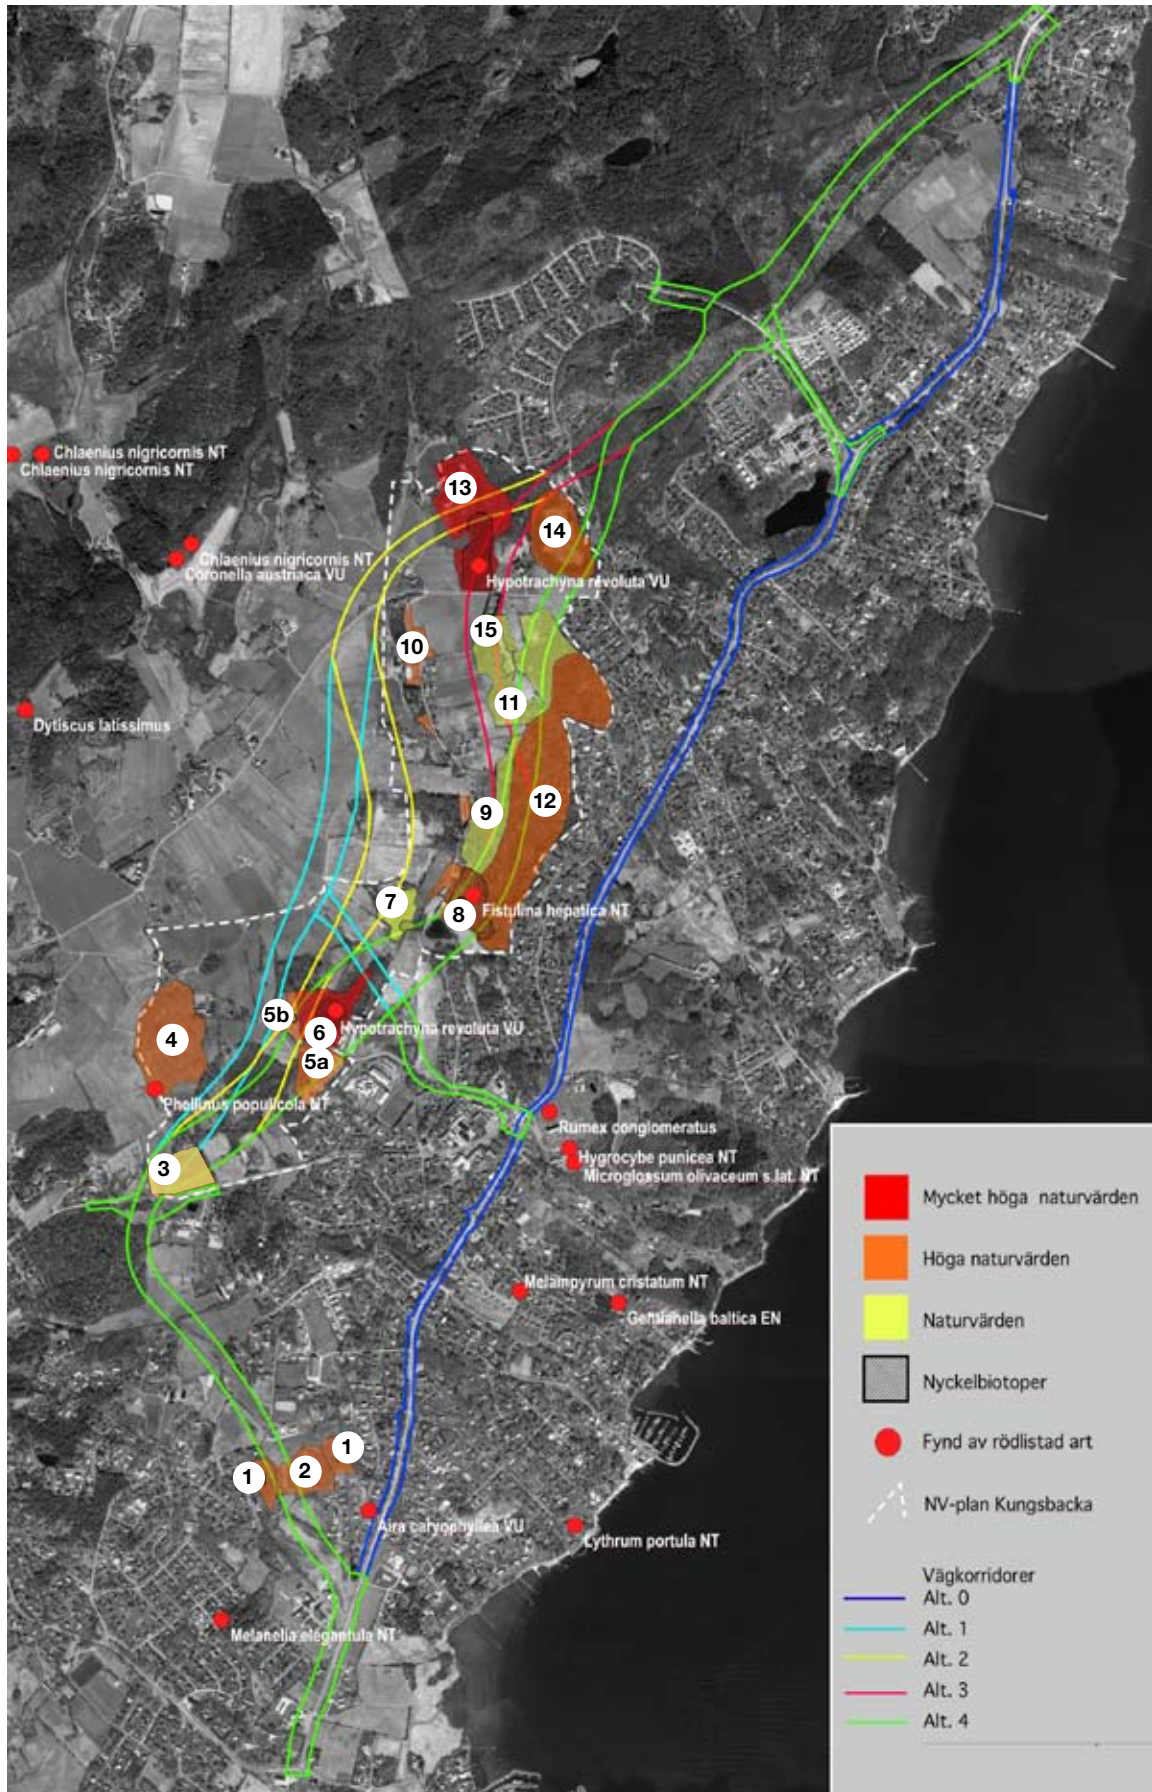 Chlaenius nigricornis NT
Chlaenius nigricornis NT
13
14
Chlaenius nigricornis NT
Coronella austriaca VU
Hypotrachyna revoluta VU
15
10
11
Dytiscus latissimus
12
9
7
8
Fistulina hepatica NT
5b
6
Hypotrachyna revoluta VU
4
5a
Phellinus populicola NT
Rumex conglomeratus
Hygrocybe punicea NT
Microglossum olivaceum s.lat. NT
3
Melampyrum cristatum NT
Gentianella baltica EN
1
2
1
Aira caryophyllea VU
Lythrum portula NT
Melanelia elegantula NT
Mycket höga naturvärden
Höga naturvärden
Naturvärden
Nyckelbiotoper
Fynd av rödlistad art
NV-plan Kungsbacka
Vägkorridorer
Alt. 0
Alt. 1
Alt. 2
Alt. 3
Alt. 4